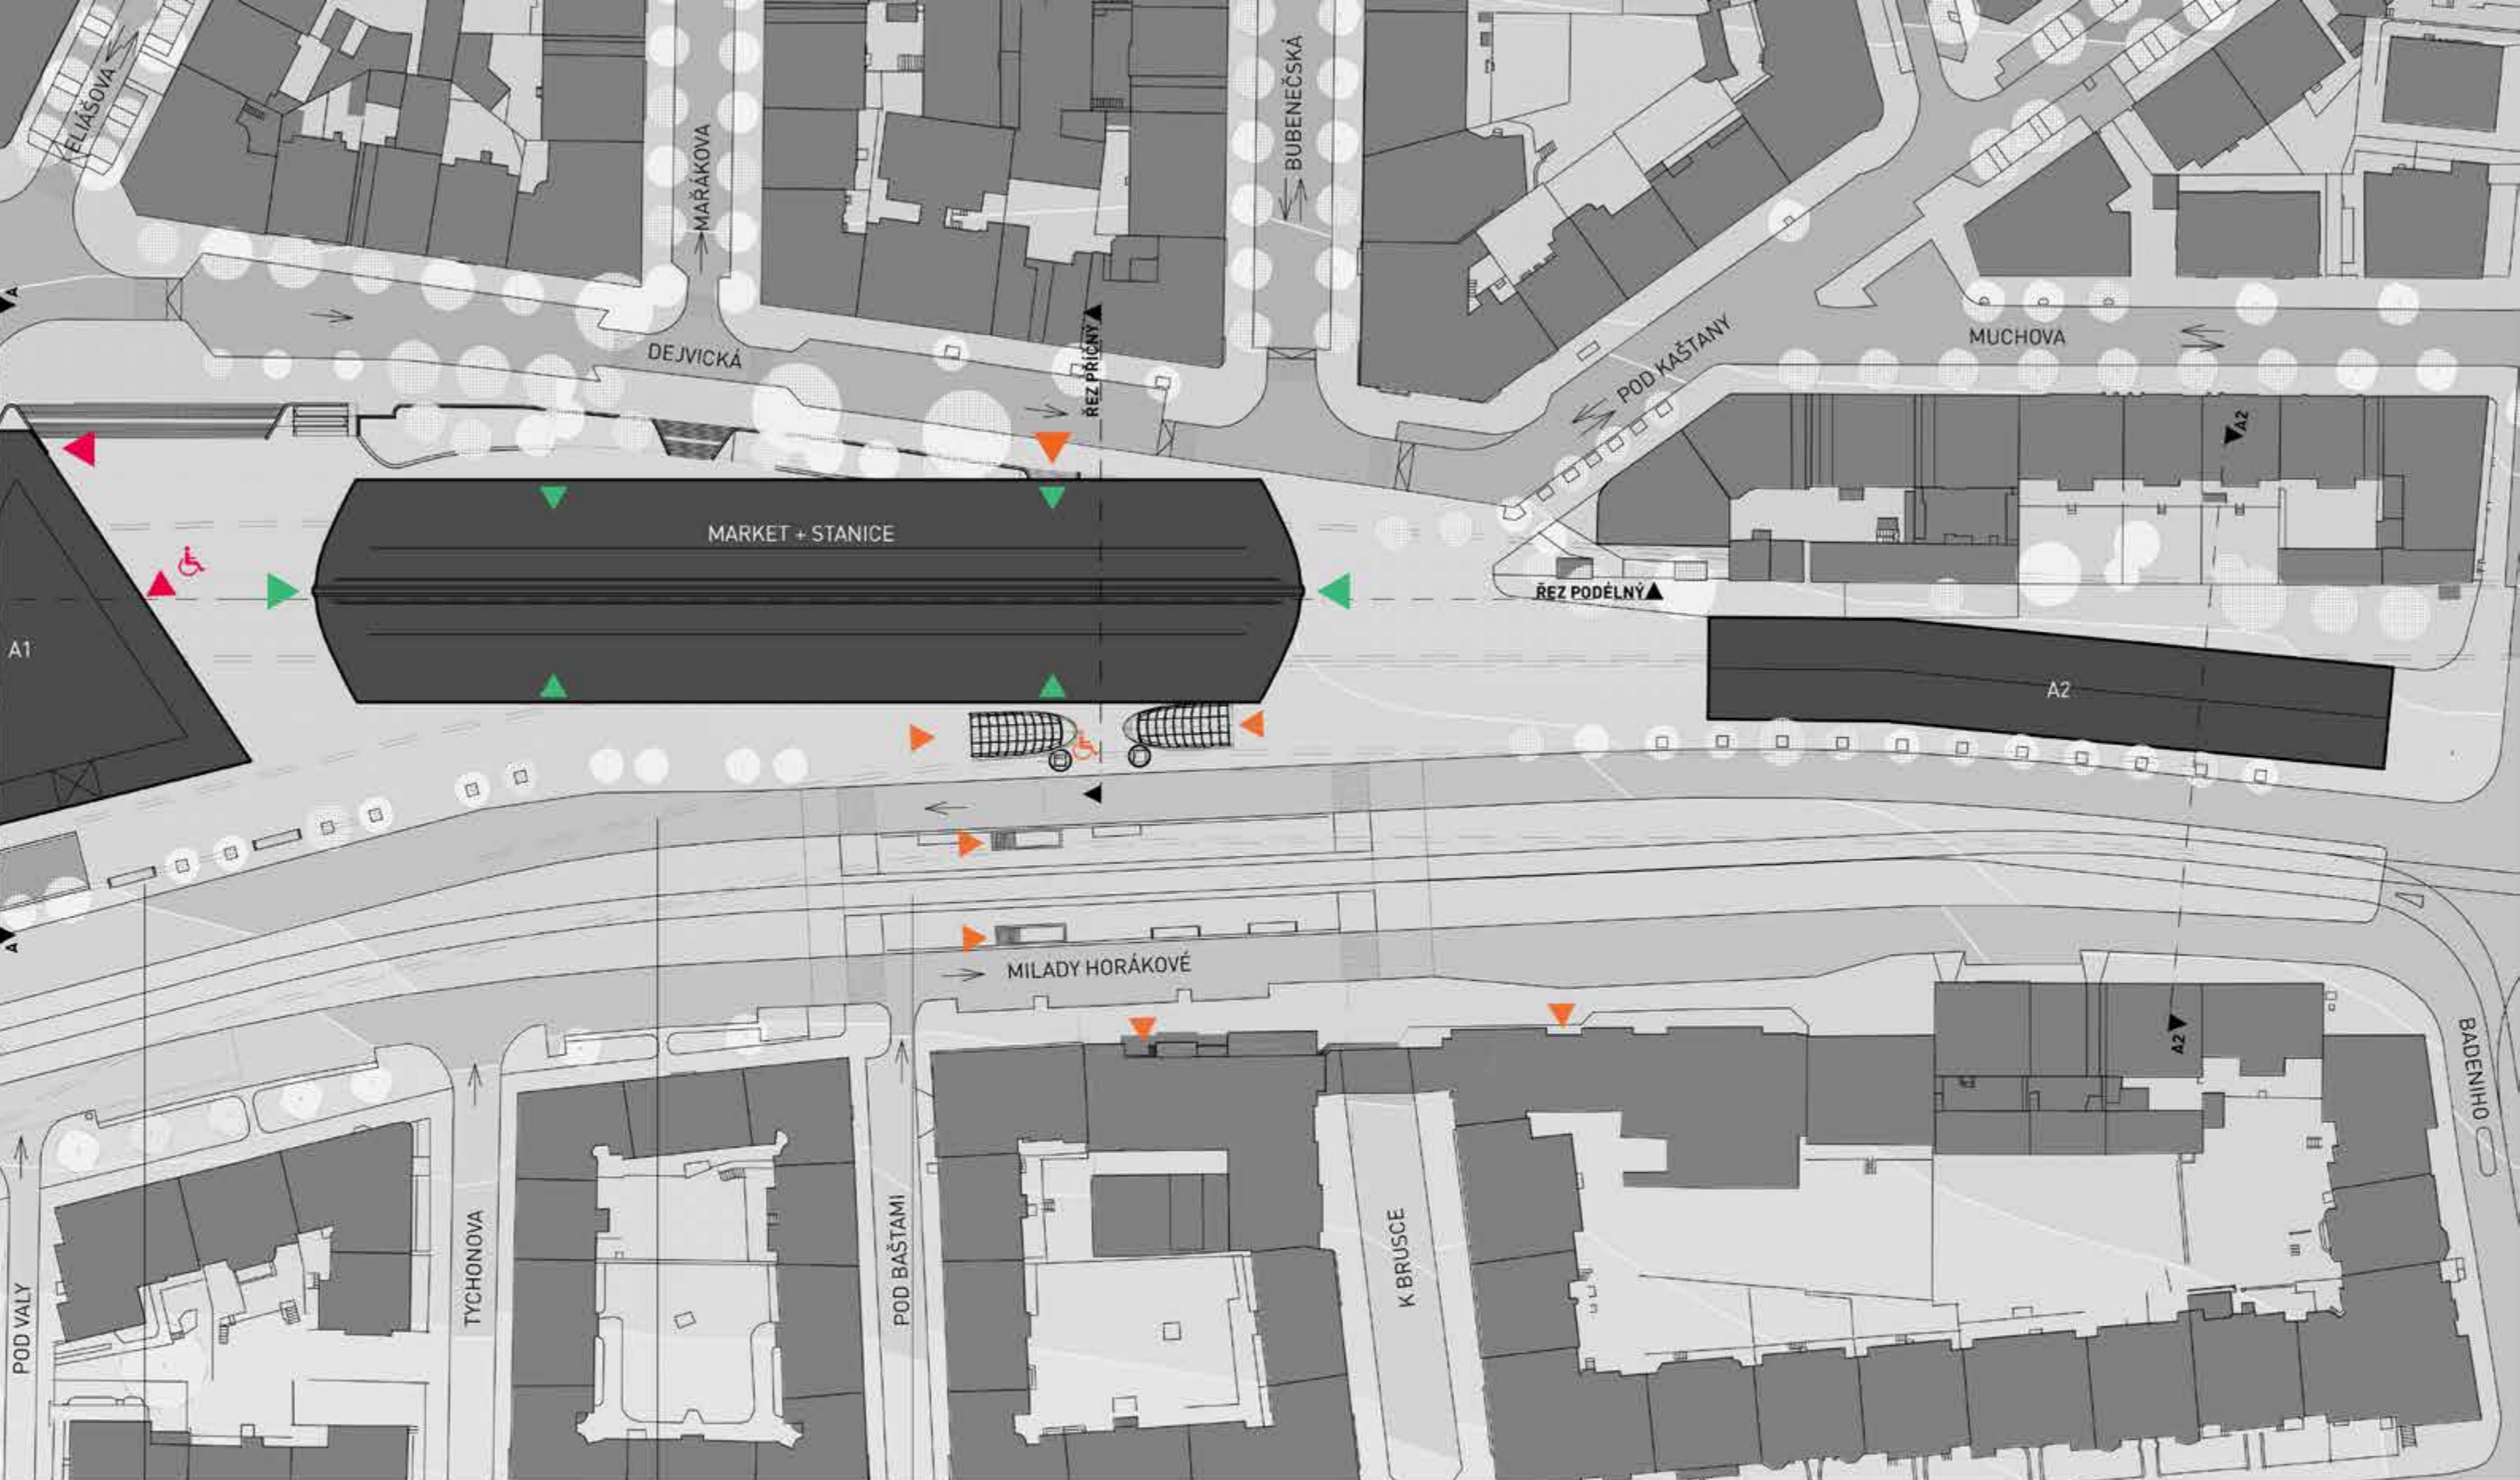 ELIÁŠOVA
MAŘÁKOVA
BUBENEČSKÁ
A
DEJVICKÁ
ŘEZ PŘÍČNÝ
POD KAŠTANY
MUCHOVA
A2
MARKET + STANICE
ŘEZ PODÉLNÝ
A1
A2
A
MILADY HORÁKOVÉ
A2
BADENIHO
POD VALY
TYCHONOVA
POD BAŠTAMI
K BRUSCE